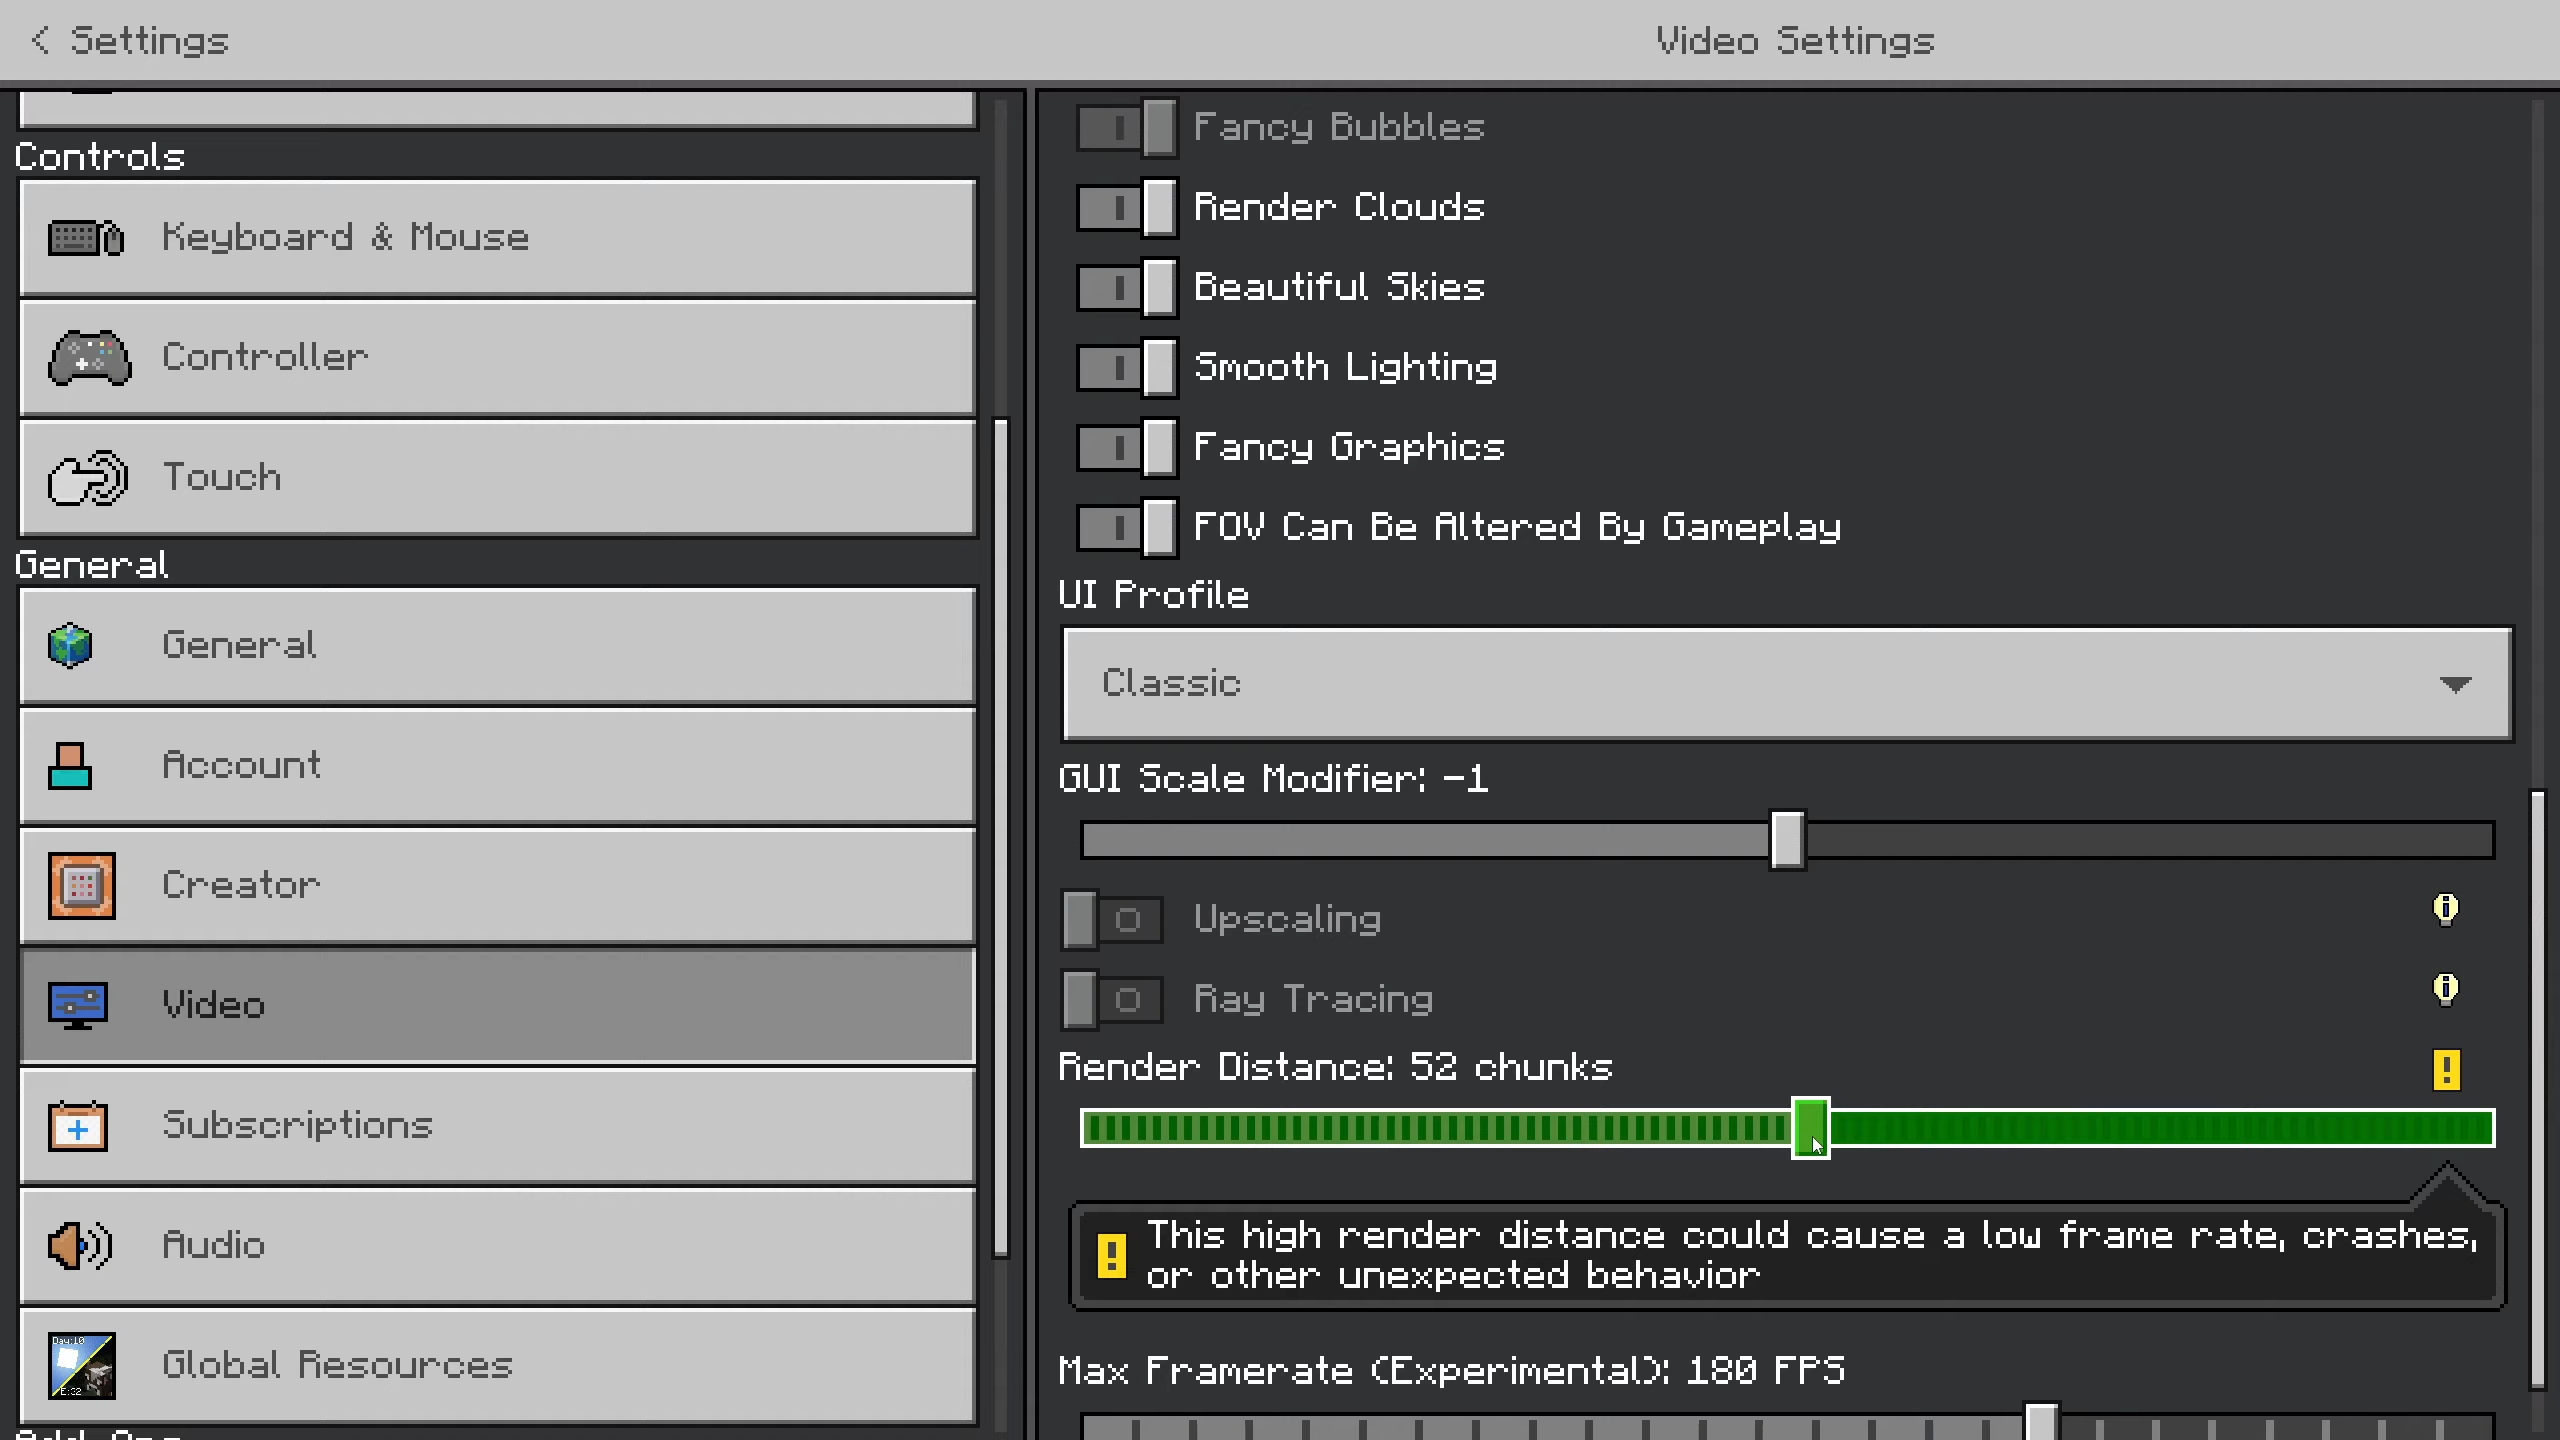 Settings
Video Settings
Controls
Keyboard & Mouse
Controller
Touch
General
General
Account
Creator
Video
Subscriptions
Audio
Day:10
E:32
Global Resources
Fancy Bubbles
Render Clouds
Beautiful Skies
Smooth Lighting
Fancy Graphics
FOV Can Be Altered By Gameplay
UI Profile
Classic
GUI Scale Modifier: -1
Upscaling
Ray Tracing
Render Distance: 52 chunks
This high render distance could cause a low frame rate, crashes,
or other unexpected behavior
Max Framerate (Experimental): 180 FPS